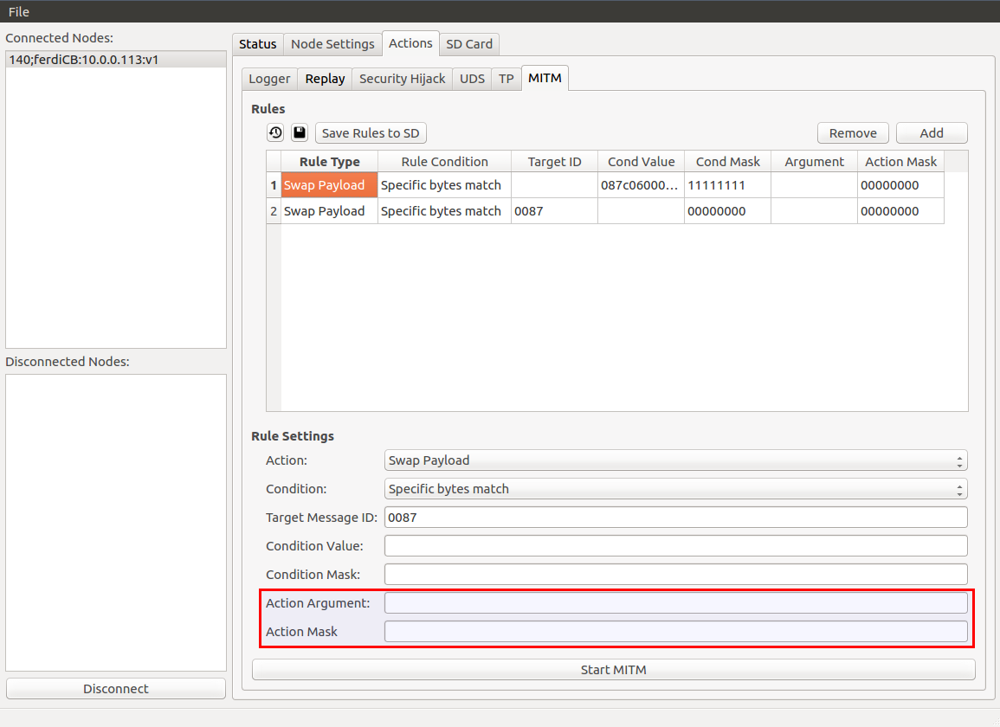 File
Connected Nodes:
140;ferdiCB:10.0.0.113:v1
Disconnected Nodes:
Disconnect
Status Node Settings Actions SD Card
Logger Replay Security Hijack UDS TP MITM
Rules
Save Rules to SD Remove Add
Rule Type Rule Condition Target ID Cond Value Cond Mask Argument Action Mask
1 Swap Payload Specific bytes match 087c06000... 11111111 00000000
2 Swap Payload Specific bytes match 0087 00000000 00000000
Rule Settings
Action: Swap Payload
Condition: Specific bytes match
Target Message ID: 0087
Condition Value:
Condition Mask:
Action Argument:
Action Mask
Start MITM